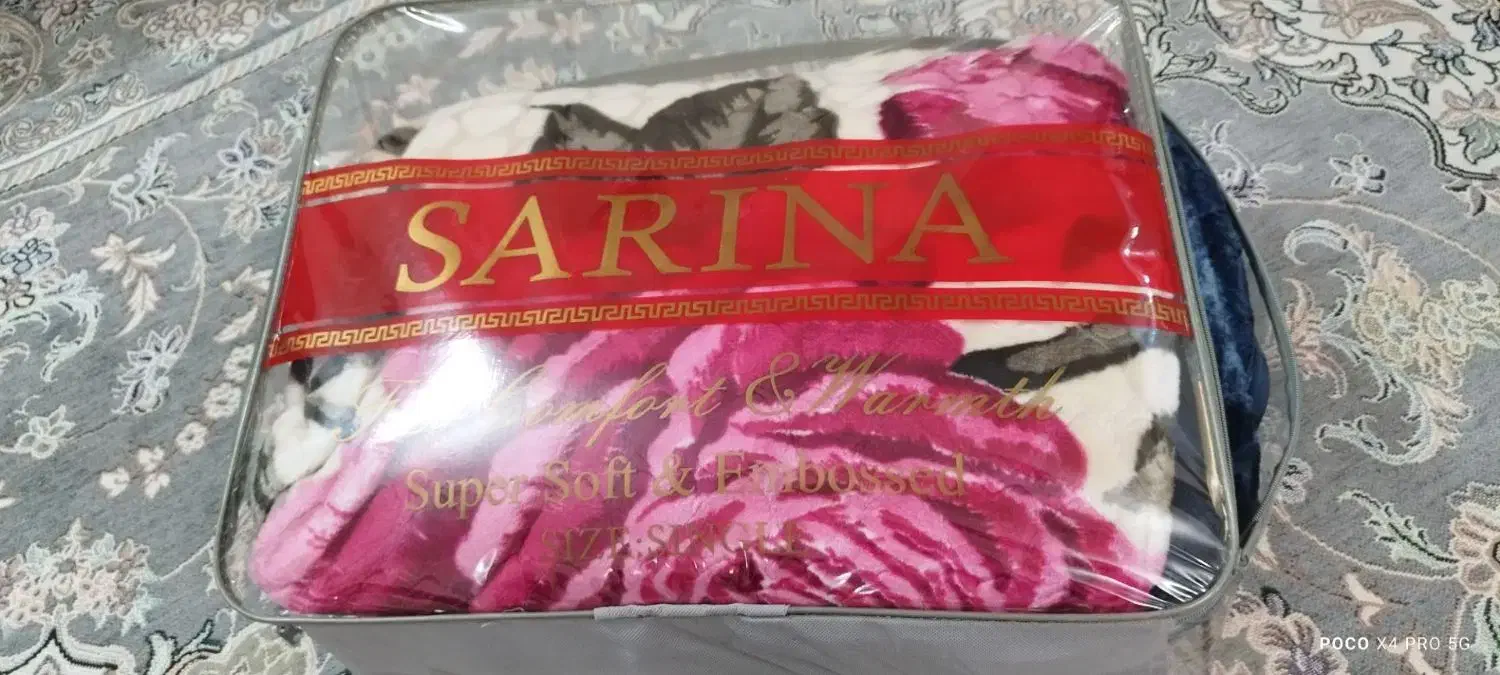 SARINA
For Comfort & Warmth
Super Soft & Embossed
SIZE:SINGLE
POCO X4 PRO 5G